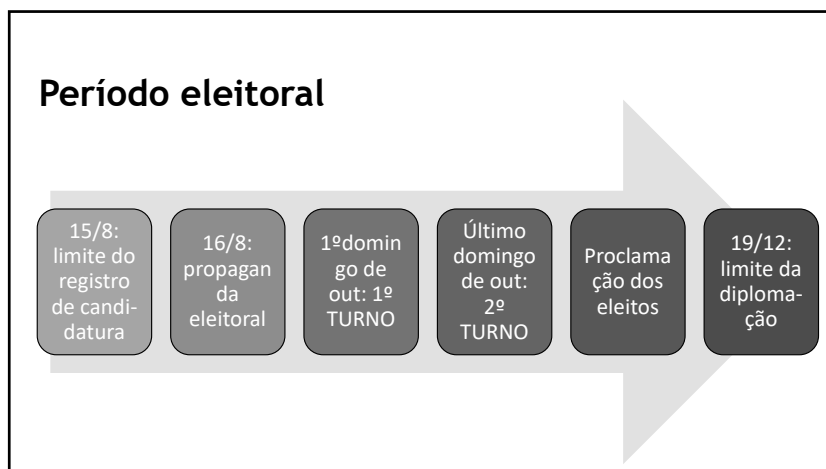 Período eleitoral
15/8:
limite do
registro
de candi-
datura
16/8:
propagan
da
eleitoral
1ºdomin
go de
out: 1º
TURNO
Último
domingo
de out:
2º
TURNO
Proclama
ção dos
eleitos
19/12:
limite da
diploma-
ção